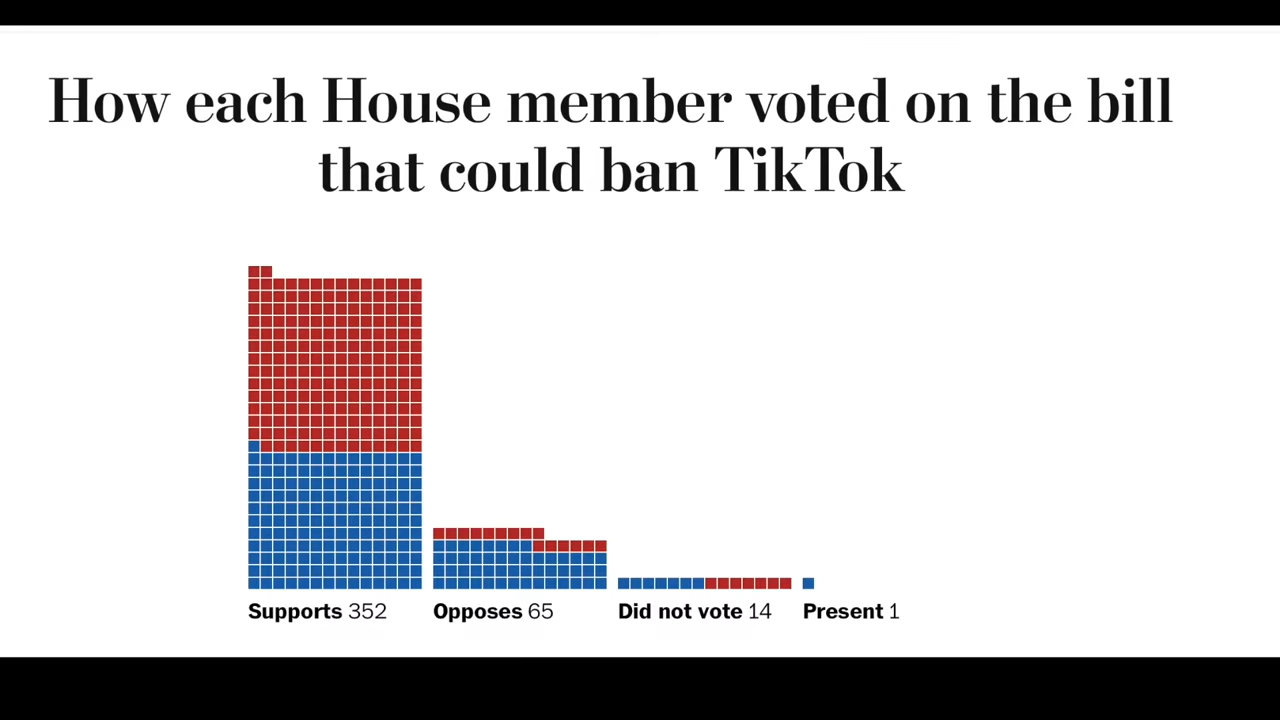 How each House member voted on the bill
that could ban TikTok
Supports 352 Opposes 65 Did not vote 14 Present 1